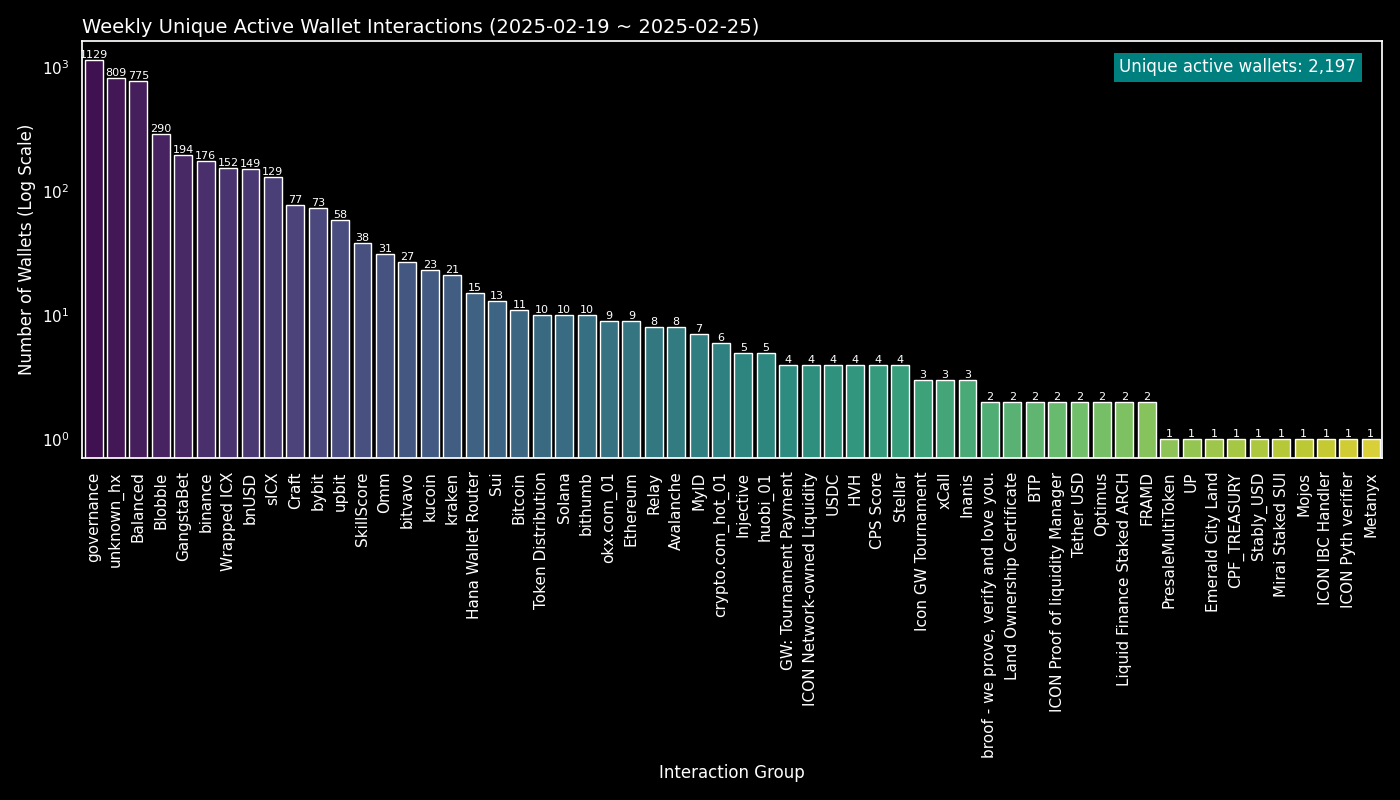 Weekly Unique Active Wallet Interactions (2025-02-19 ~ 2025-02-25)
Unique active wallets: 2,197
Number of Wallets (Log Scale)
10³
10²
10¹
10⁰
1129
809
775
290
194
176
152
149
129
77
73
58
38
31
27
23
21
15
13
11
10
10
10
9
9
8
8
7
6
5
5
4
4
4
4
4
4
3
3
3
2
2
2
2
2
2
2
2
1
1
1
1
1
1
1
1
1
1
governance
unknown_hx
Balanced
Blobble
GangstaBet
binance
Wrapped ICX
bnUSD
sICX
Craft
bybit
upbit
SkillScore
Omm
bitvavo
kucoin
kraken
Hana Wallet Router
Sui
Bitcoin
Token Distribution
Solana
bithumb
okx.com_01
Ethereum
Relay
Avalanche
MyID
crypto.com_hot_01
Injective
huobi_01
GW: Tournament Payment
ICON Network-owned Liquidity
USDC
HVH
CPS Score
Stellar
Icon GW Tournament
xCall
Inanis
broof - we prove, verify and love you.
Land Ownership Certificate
BTP
ICON Proof of liquidity Manager
Tether USD
Optimus
Liquid Finance Staked ARCH
FRAMD
PresaleMultiToken
UP
Emerald City Land
CPF_TREASURY
Stably_USD
Mirai Staked SUI
Mojos
ICON IBC Handler
ICON Pyth verifier
Metanyx
Interaction Group